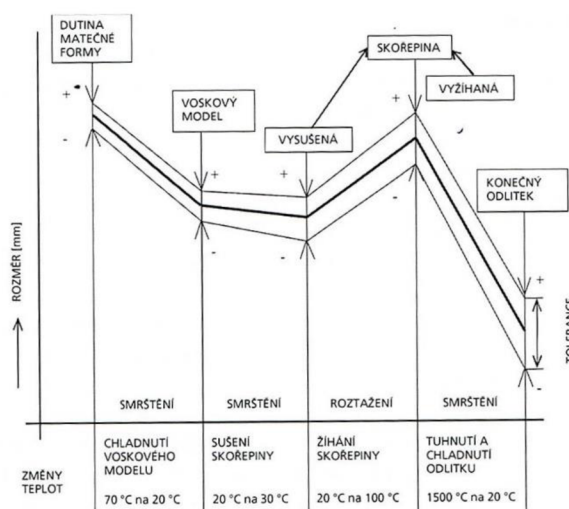 DUTINA
MATEČNÉ
FORMY
VOSKOVÝ
MODEL
SKOŘEPINA
VYSUŠENÁ
VYŽÍHANÁ
KONEČNÝ
ODLITEK
+
-
+
-
+
-
+
-
+
-
ROZMĚR [mm]
TOLERANCE
SMRŠTĚNÍ
SMRŠTĚNÍ
ROZTAŽENÍ
SMRŠTĚNÍ
ZMĚNY
TEPLOT
CHLADNUTÍ
VOSKOVÉHO
MODELU
70 °C na 20 °C
SUŠENÍ
SKOŘEPINY
20 °C na 30 °C
ŽÍHÁNÍ
SKOŘEPINY
20 °C na 100 °C
TUHNUTÍ A
CHLADNUTÍ
ODLITKU
1500 °C na 20 °C